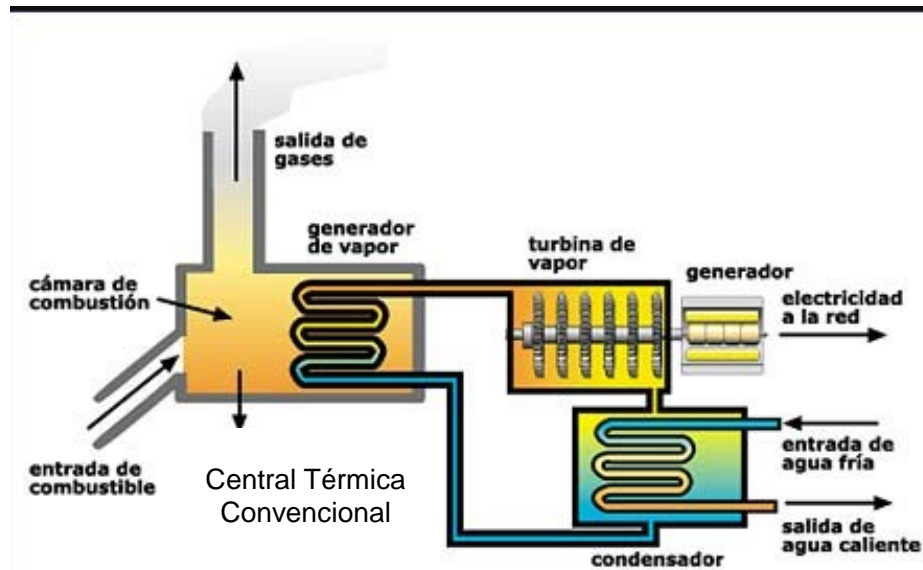 salida de
gases
generador
de vapor
turbina de
vapor
generador
cámara de
combustión
electricidad
a la red
entrada de
combustible
Central Térmica
Convencional
entrada de
agua fría
salida de
agua caliente
condensador